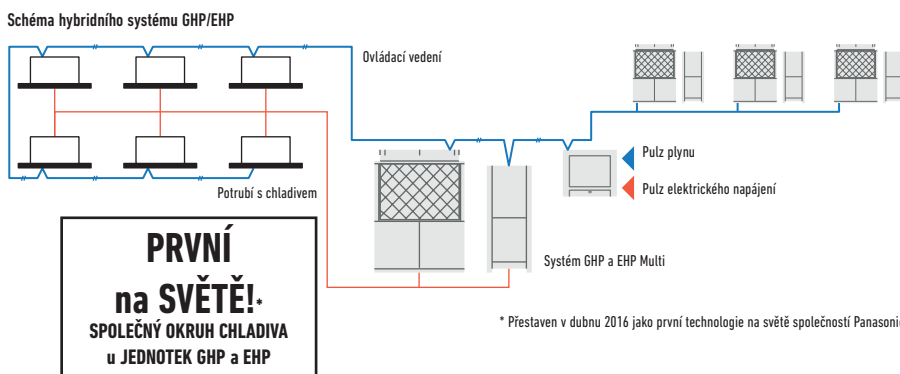 Schéma hybridního systému GHP/EHP
Ovládací vedení
Potrubí s chladivem
Pulz plynu
Pulz elektrického napájení
Systém GHP a EHP Multi
PRVNÍ
na SVĚTĚ!*
SPOLEČNÝ OKRUH CHLADIVA
u JEDNOTEK GHP a EHP
* Přestaven v dubnu 2016 jako první technologie na světě společností Panasonic